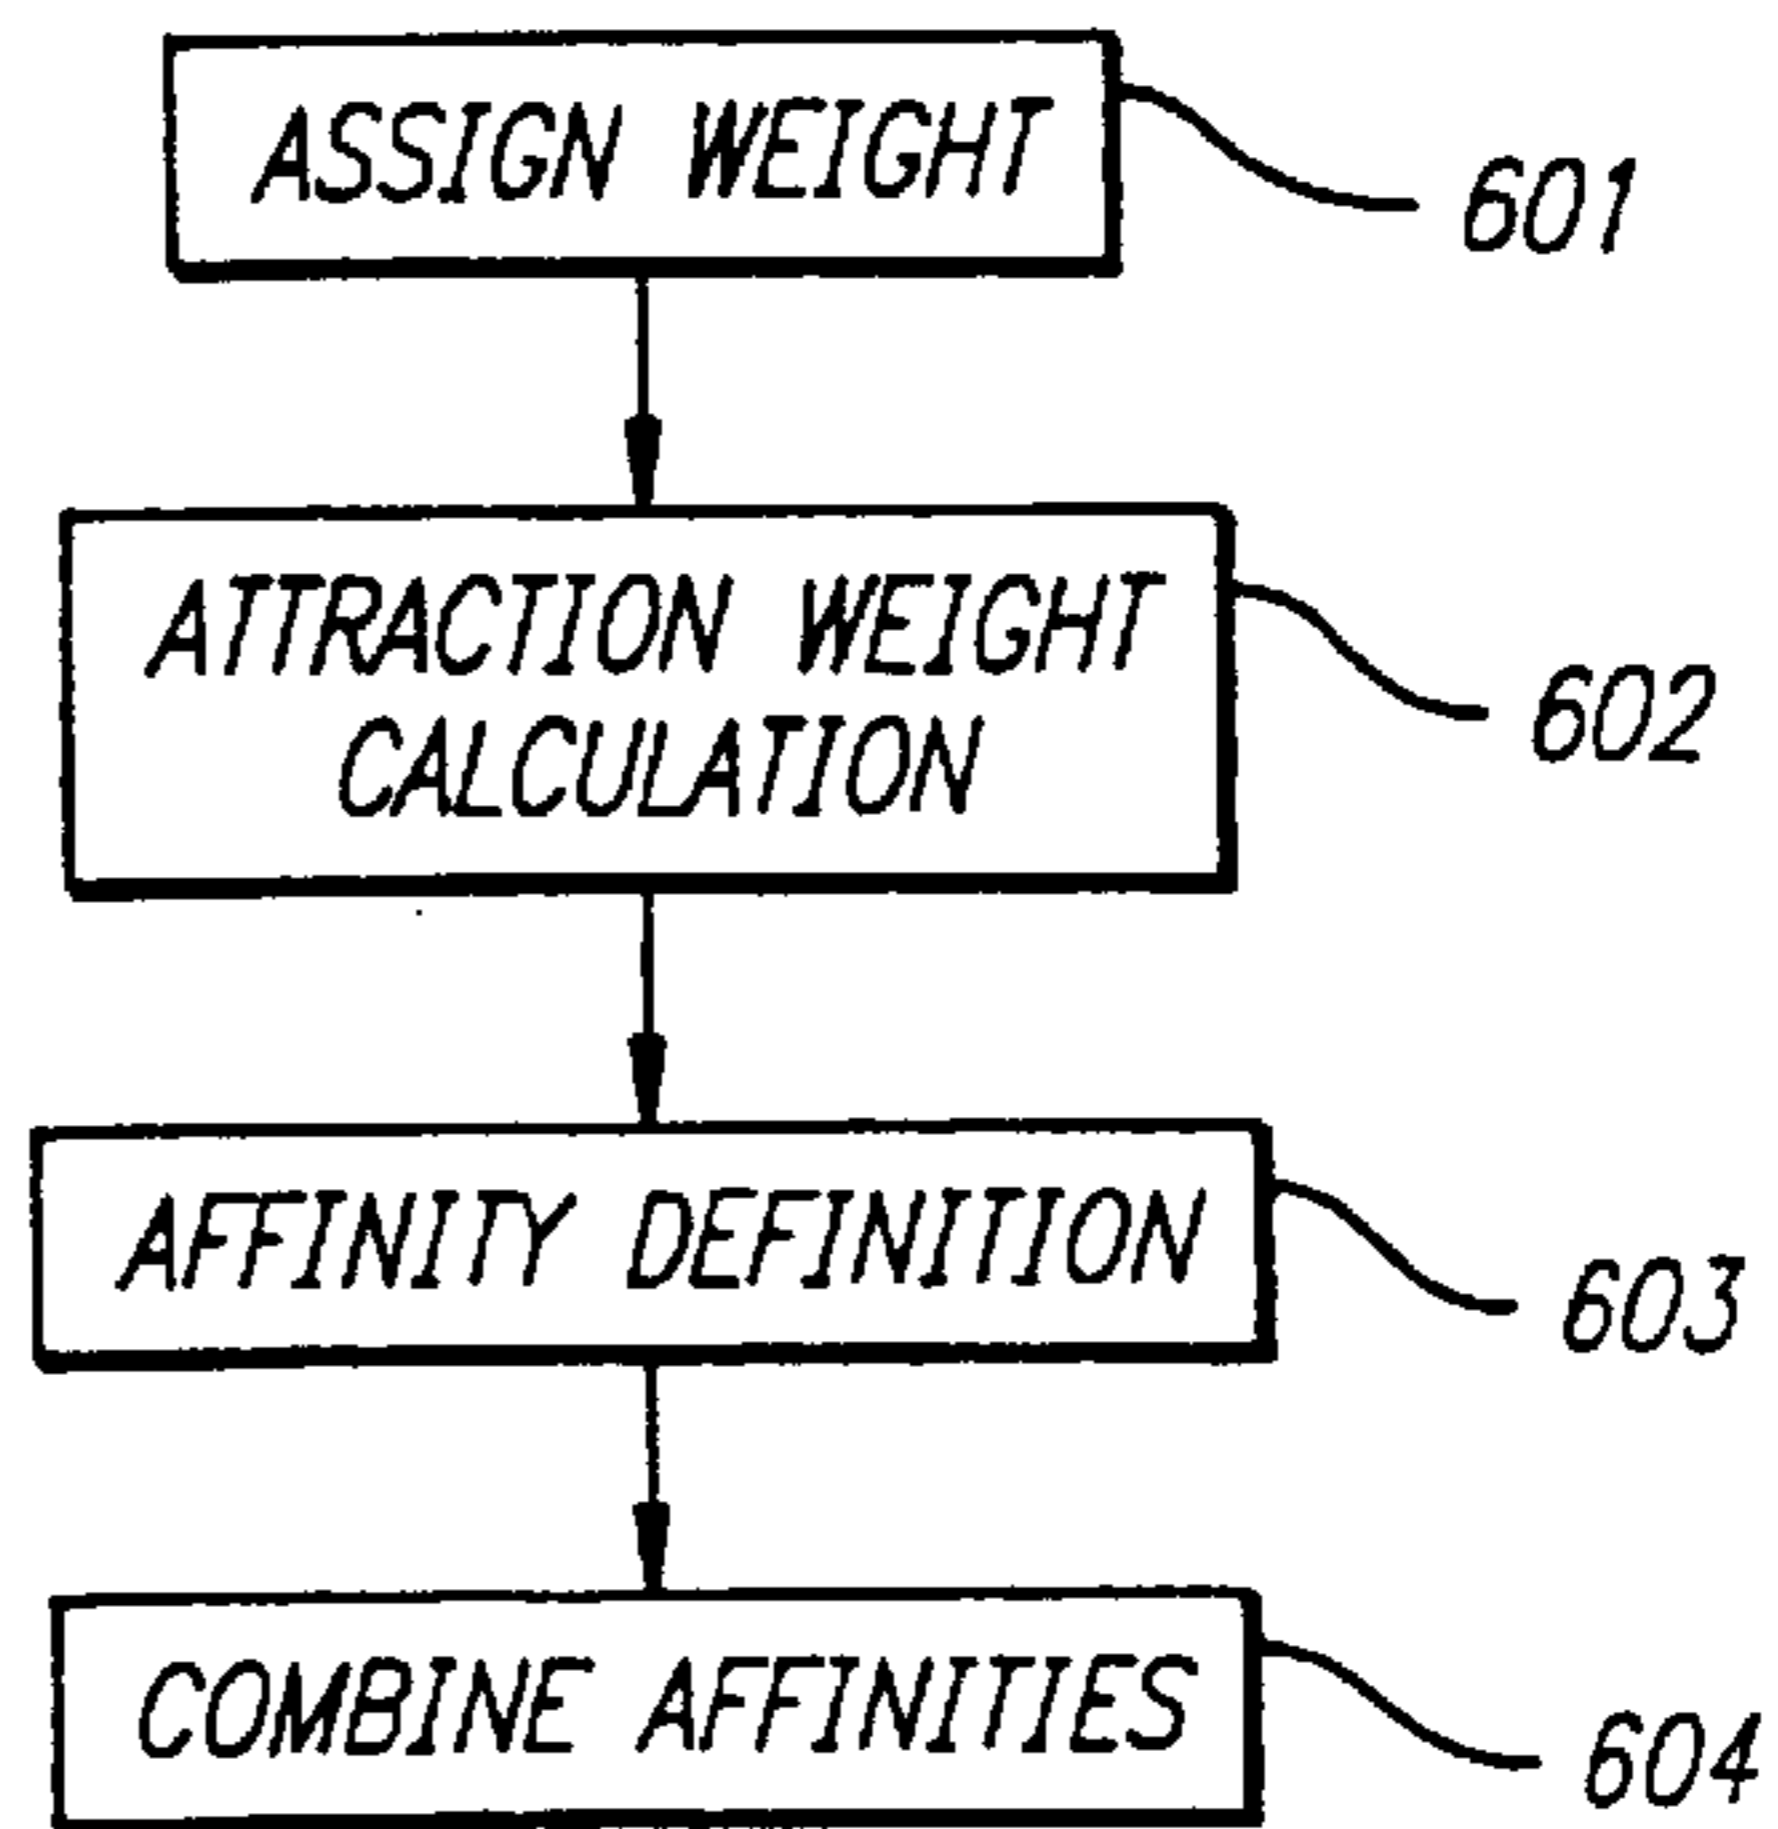 ASSIGN WEIGHT
601
ATTRACTION WEIGHT
CALCULATION
602
AFFINITY DEFINITION
603
COMBINE AFFINITIES
604